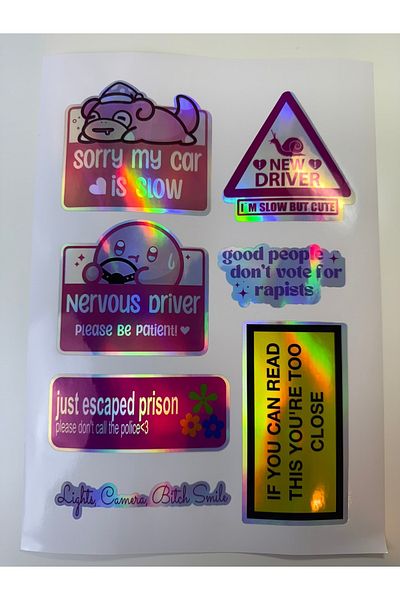 sorry my car
is slow
NEW
DRIVER
I'M SLOW BUT CUTE
Nervous Driver
please be patient!
good people
don't vote for
rapists
just escaped prison
please don't call the police<3
IF YOU CAN READ
THIS YOU'RE TOO
CLOSE
Lights, Camera, Bitch Smile